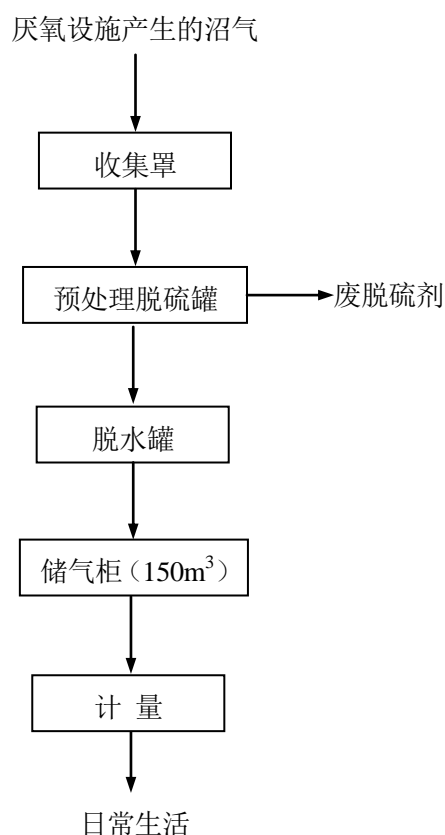 厌氧设施产生的沼气
收集罩
预处理脱硫罐
废脱硫剂
脱水罐
储气柜（150m³）
计 量
日常生活